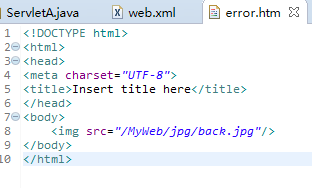 ServletA.java web.xml error.htm
1 <!DOCTYPE html>
2 <html>
3 <head>
4 <meta charset="UTF-8">
5 <title>Insert title here</title>
6 </head>
7 <body>
8 <img src="/MyWeb/jpg/back.jpg"/>
9 </body>
10 </html>